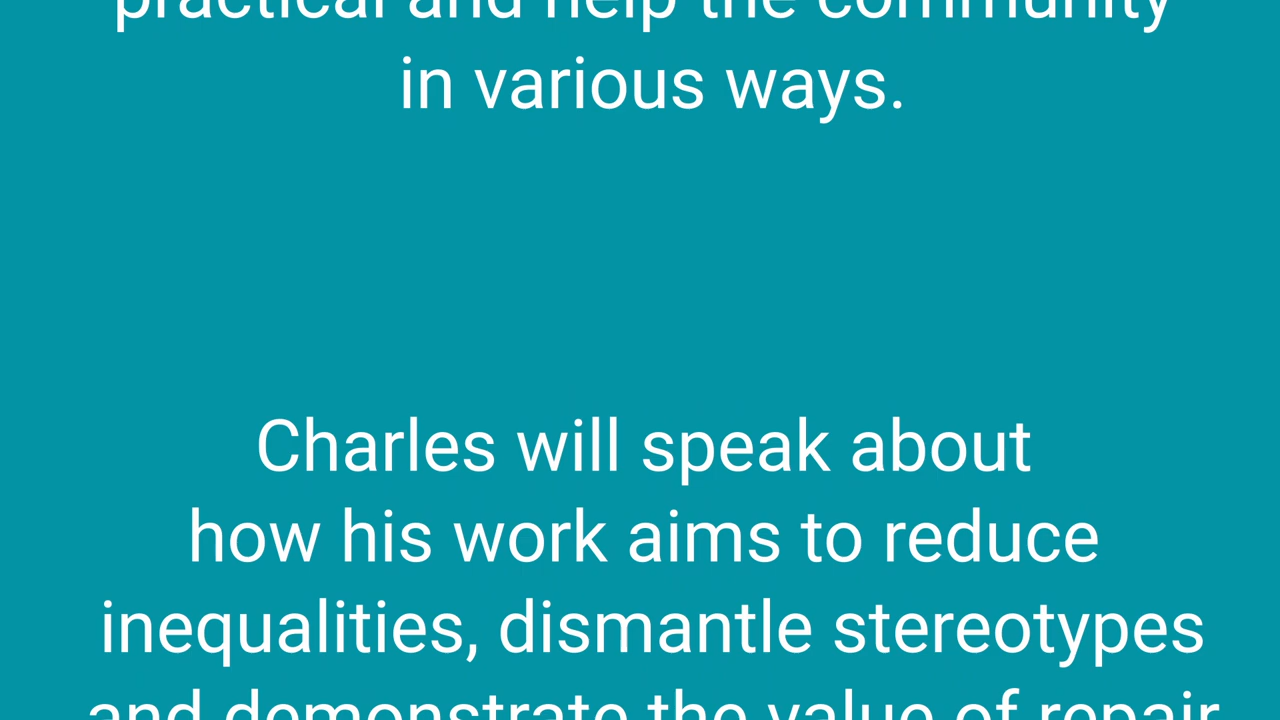 practical and help the community
in various ways.
Charles will speak about
how his work aims to reduce
inequalities, dismantle stereotypes
and demonstrate the value of repair